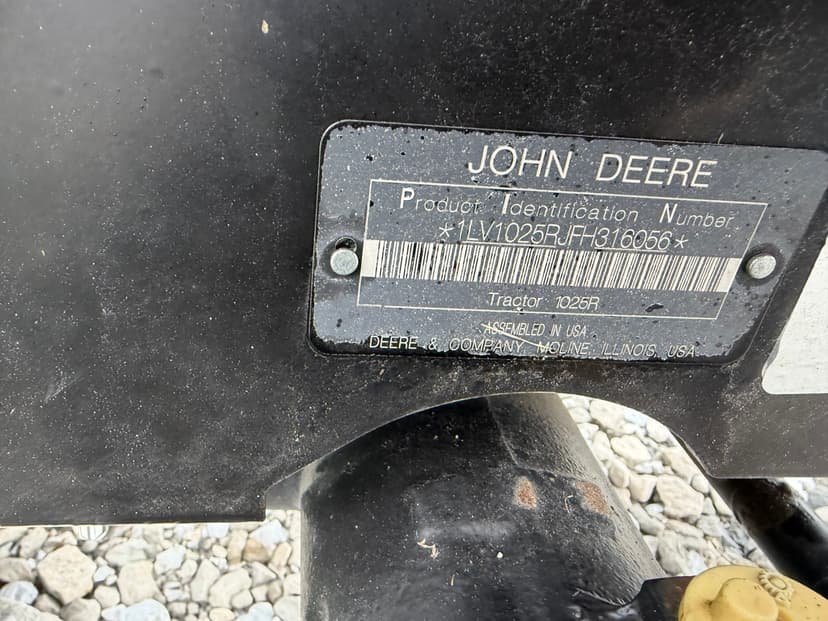 JOHN DEERE
Product Identification Number
*1LV1025RJFH316056*
Tractor 1025R
ASSEMBLED IN USA
DEERE & COMPANY MOLINE, ILLINOIS, USA